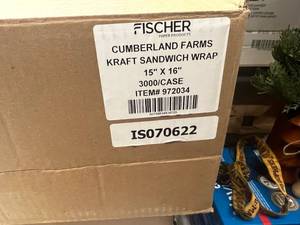 FISCHER
PAPER PRODUCTS
CUMBERLAND FARMS
KRAFT SANDWICH WRAP
15" X 16"
3000/CASE
ITEM# 972034
IS070622